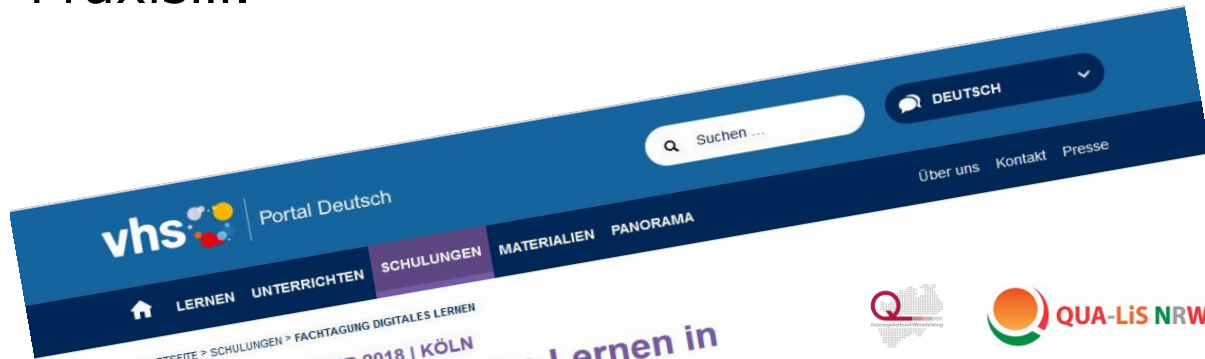 Suchen ...
DEUTSCH
Über uns Kontakt Presse
vhs Portal Deutsch
LERNEN UNTERRICHTEN SCHULUNGEN MATERIALIEN PANORAMA
> SCHULUNGEN > FACHTAGUNG DIGITALES LERNEN
2018 | KÖLN
Lernen in
QUA-LiS NRW